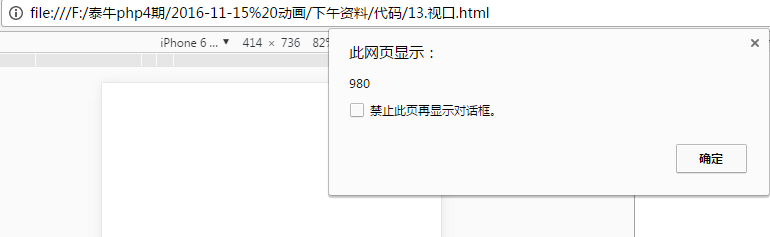 file:///F:/泰牛php4期/2016-11-15%20动画/下午资料/代码/13.视口.html
iPhone 6 ... ▼ 414 × 736 82%
此网页显示：
980
禁止此页再显示对话框。
确定